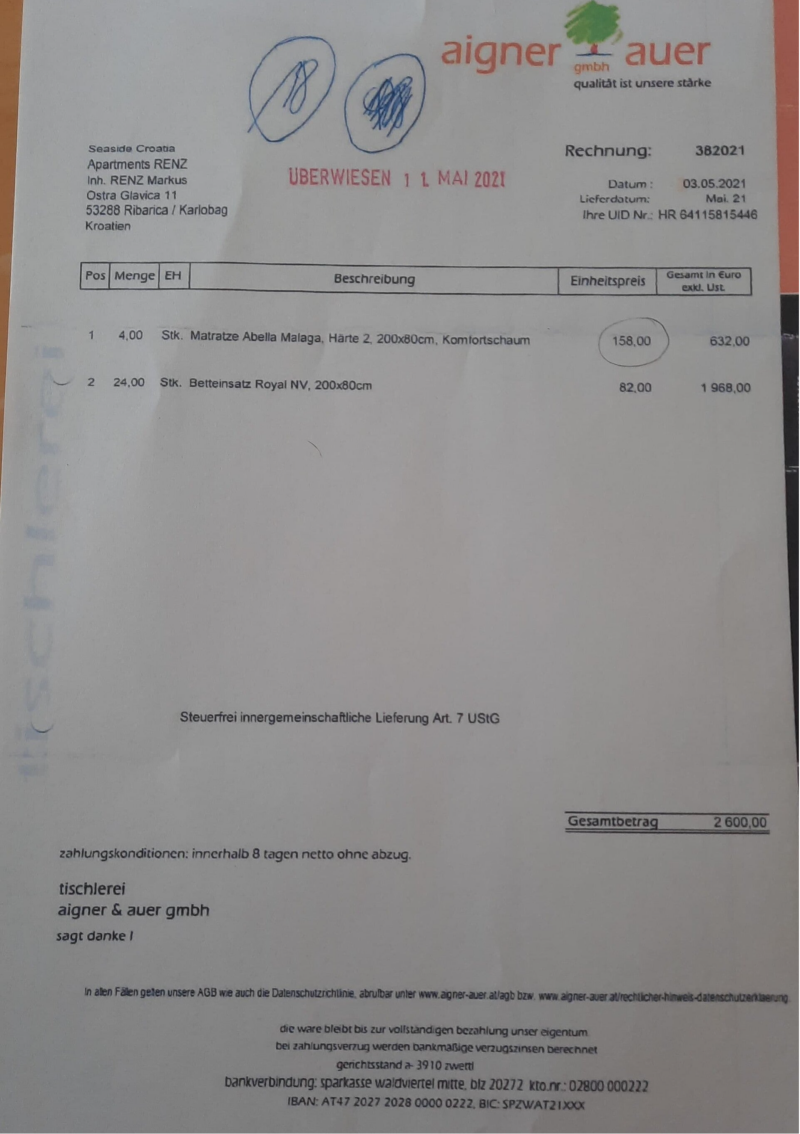 aigner auer
gmbh
qualität ist unsere stärke
18
Seaside Croatia
Apartments RENZ
Inh. RENZ Markus
Ostra Glavica 11
53288 Ribarica / Karlobag
Kroatien
ÜBERWIESEN 11. MAI 2021
Rechnung: 382021
Datum : 03.05.2021
Lieferdatum: Mai. 21
Ihre UID Nr.: HR 64115815446
Pos Menge EH Beschreibung Einheitspreis Gesamt in €uro exkl. Ust.
1 4,00 Stk. Matratze Abella Malaga, Härte 2, 200x80cm, Komfortschaum 158,00 632,00
2 24,00 Stk. Betteinsatz Royal NV, 200x80cm 82,00 1 968,00
tischlerei
Steuerfrei innergemeinschaftliche Lieferung Art. 7 UStG
Gesamtbetrag 2 600,00
zahlungskonditionen: innerhalb 8 tagen netto ohne abzug.
tischlerei
aigner & auer gmbh
sagt danke !
In allen Fällen gelten unsere AGB wie auch die Datenschutzrichtlinie, abrufbar unter www.aigner-auer.at/agb bzw. www.aigner-auer.at/rechtlicher-hinweis-datenschutzerklaerung
die ware bleibt bis zur vollständigen bezahlung unser eigentum.
bei zahlungsverzug werden bankmäßige verzugszinsen berechnet
gerichtsstand a- 3910 zwettl
bankverbindung: sparkasse waldviertel mitte, blz 20272 kto.nr.: 02800 000222
IBAN: AT47 2027 2028 0000 0222, BIC: SPZWAT21XXX